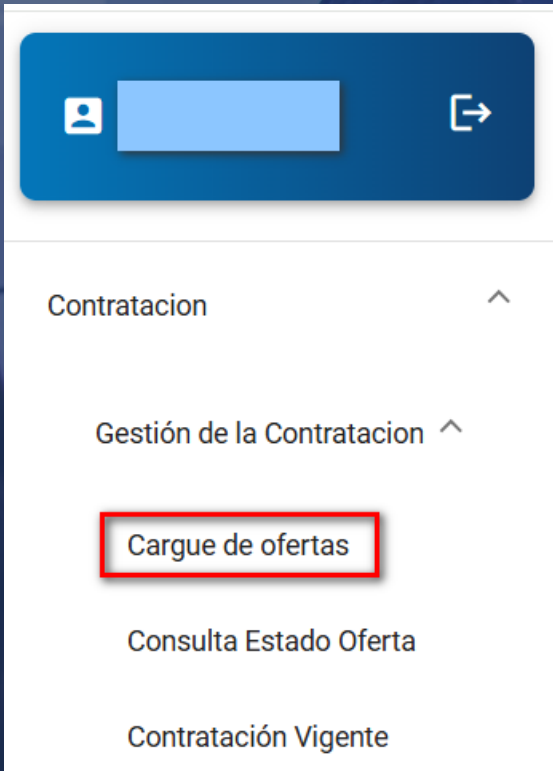 Contratacion
Gestión de la Contratacion
Cargue de ofertas
Consulta Estado Oferta
Contratación Vigente